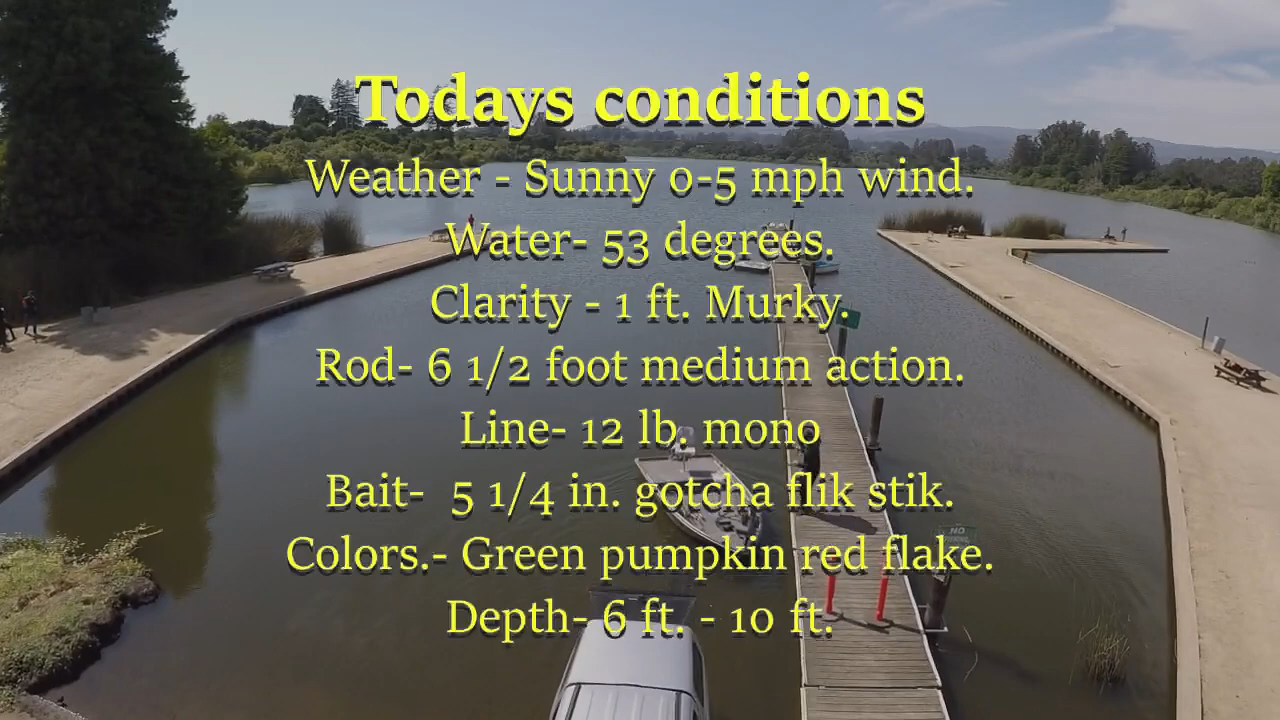 Todays conditions
Weather - Sunny 0-5 mph wind.
Water- 53 degrees.
Clarity - 1 ft. Murky.
Rod- 6 1/2 foot medium action.
Line- 12 lb. mono
Bait-  5 1/4 in. gotcha flik stik.
Colors.- Green pumpkin red flake.
Depth- 6 ft. - 10 ft.
NO